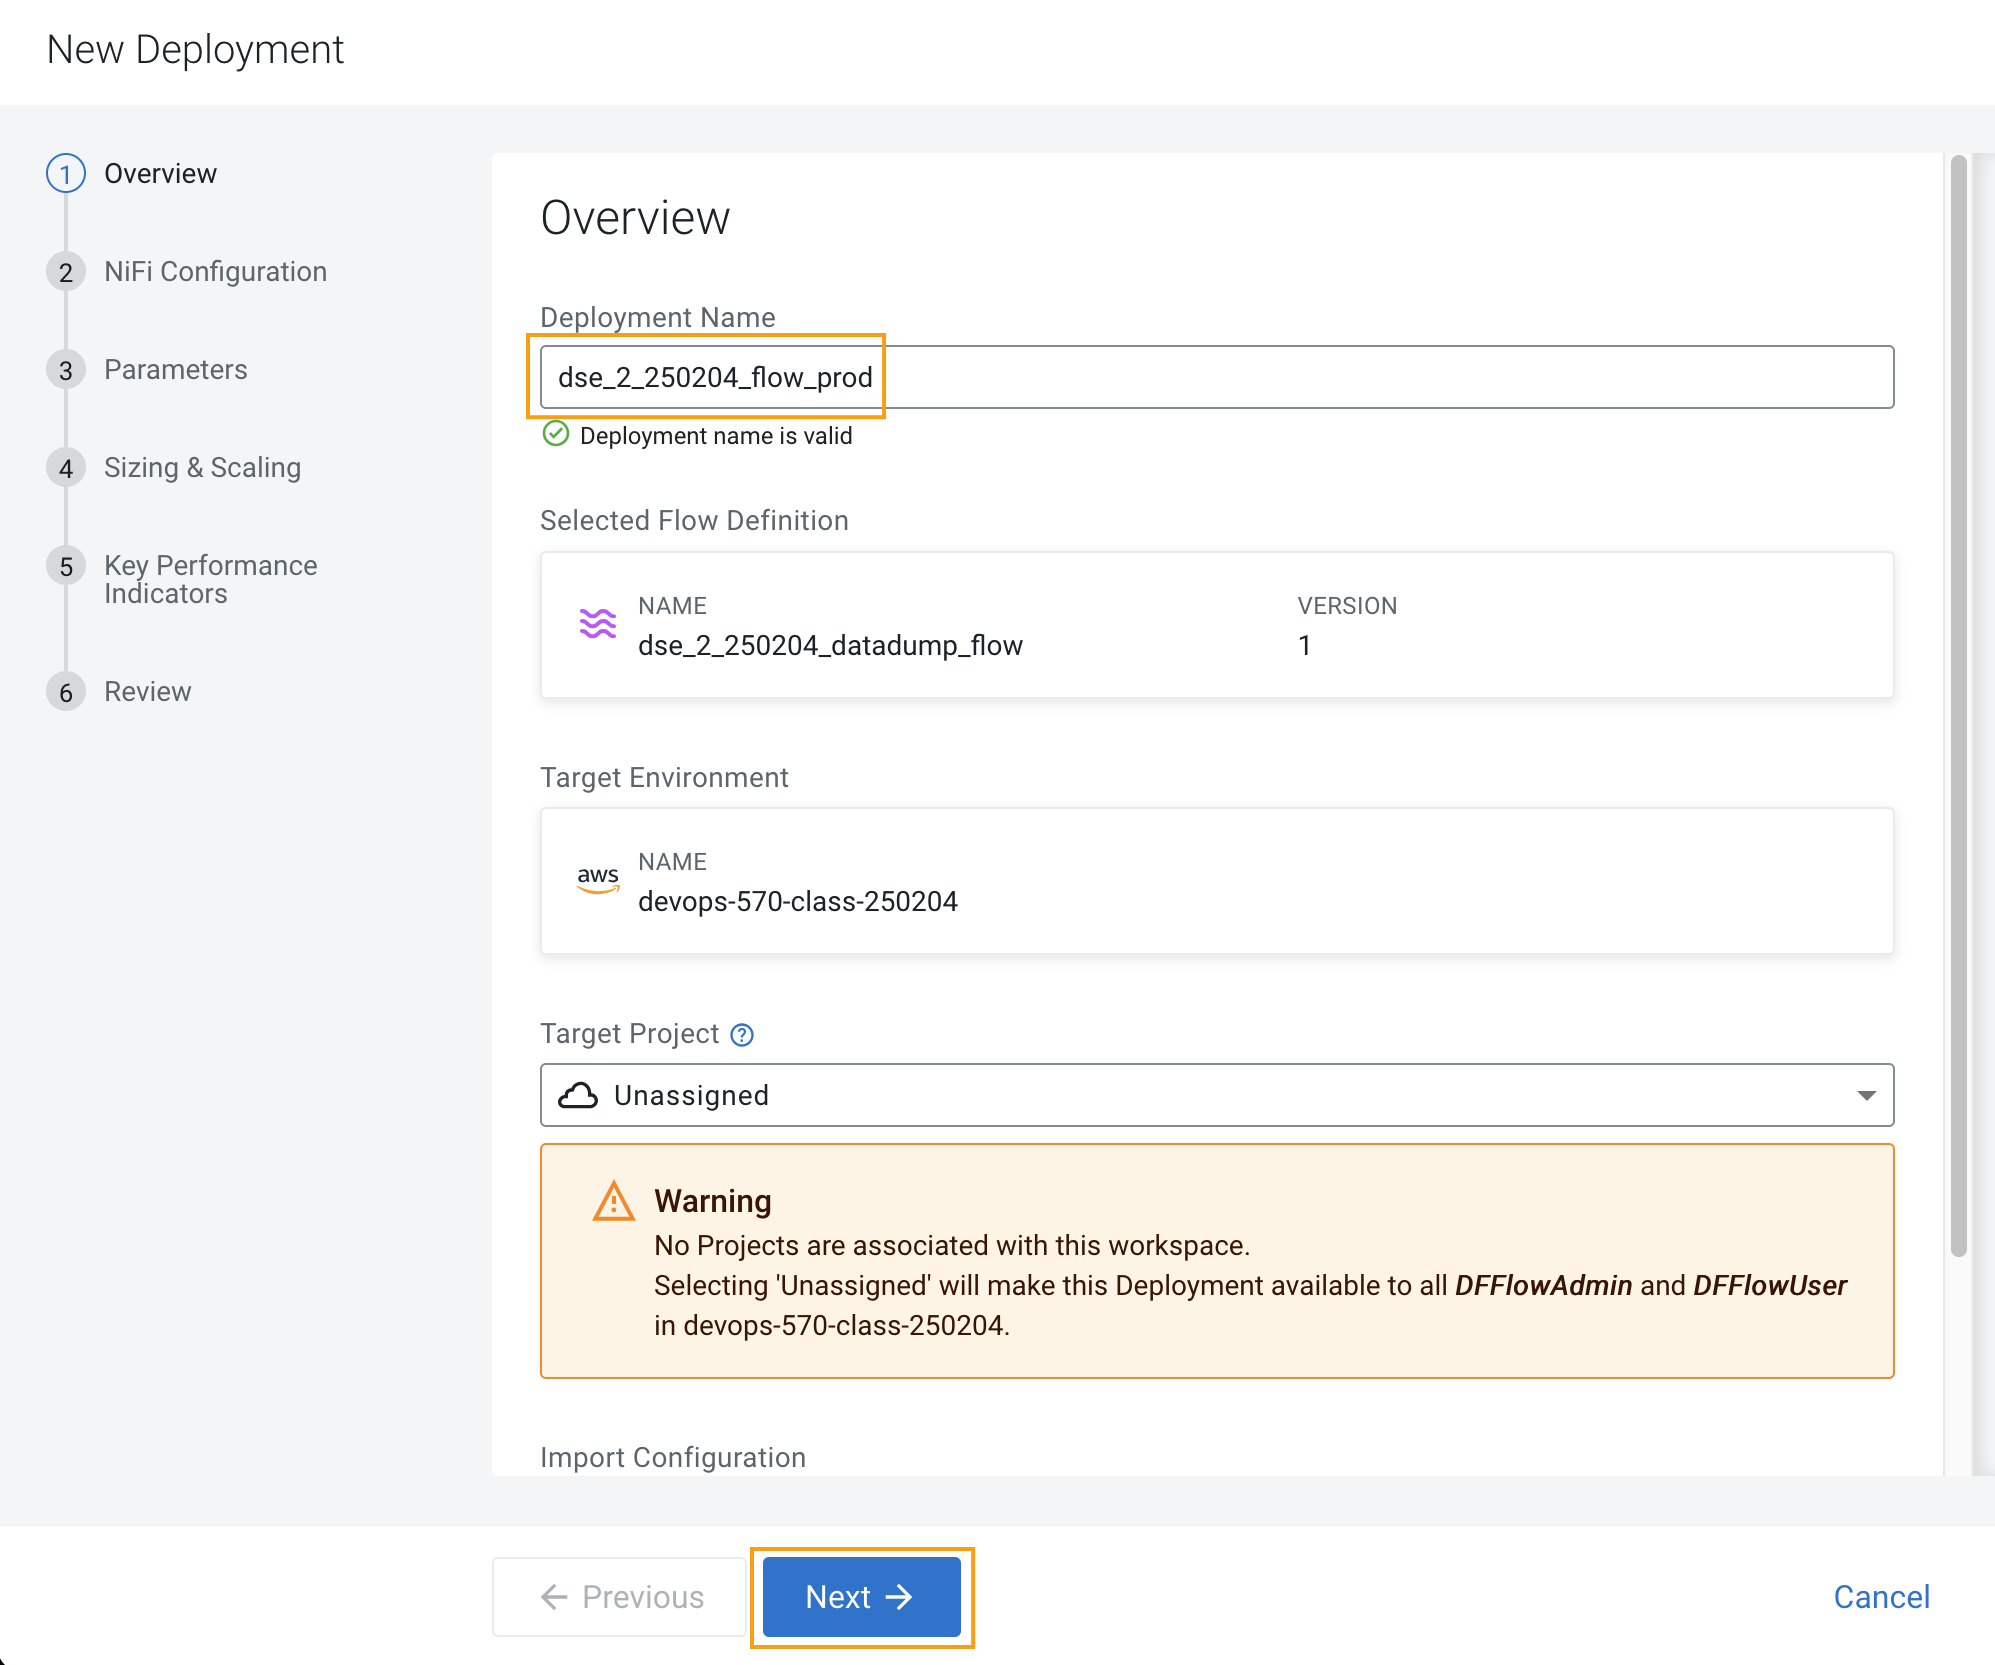 New Deployment
1 Overview
2 NiFi Configuration
3 Parameters
4 Sizing & Scaling
5 Key Performance
Indicators
6 Review
Overview
Deployment Name
dse_2_250204_flow_prod
Deployment name is valid
Selected Flow Definition
NAME VERSION
dse_2_250204_datadump_flow 1
Target Environment
aws
NAME
devops-570-class-250204
Target Project ?
Unassigned
Warning
No Projects are associated with this workspace.
Selecting 'Unassigned' will make this Deployment available to all DFFlowAdmin and DFFlowUser
in devops-570-class-250204.
Import Configuration
Previous Next Cancel